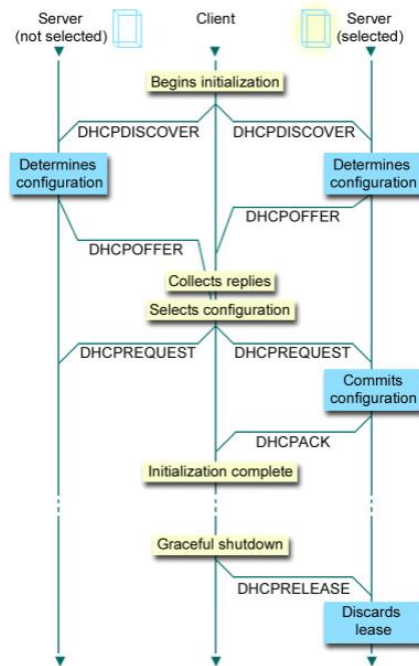 Server
(not selected)
Client
Server
(selected)
Begins initialization
DHCPDISCOVER
DHCPDISCOVER
Determines
configuration
Determines
configuration
DHCPOFFER
DHCPOFFER
Collects replies
Selects configuration
DHCPREQUEST
DHCPREQUEST
Commits
configuration
DHCPACK
Initialization complete
Graceful shutdown
DHCPRELEASE
Discards
lease